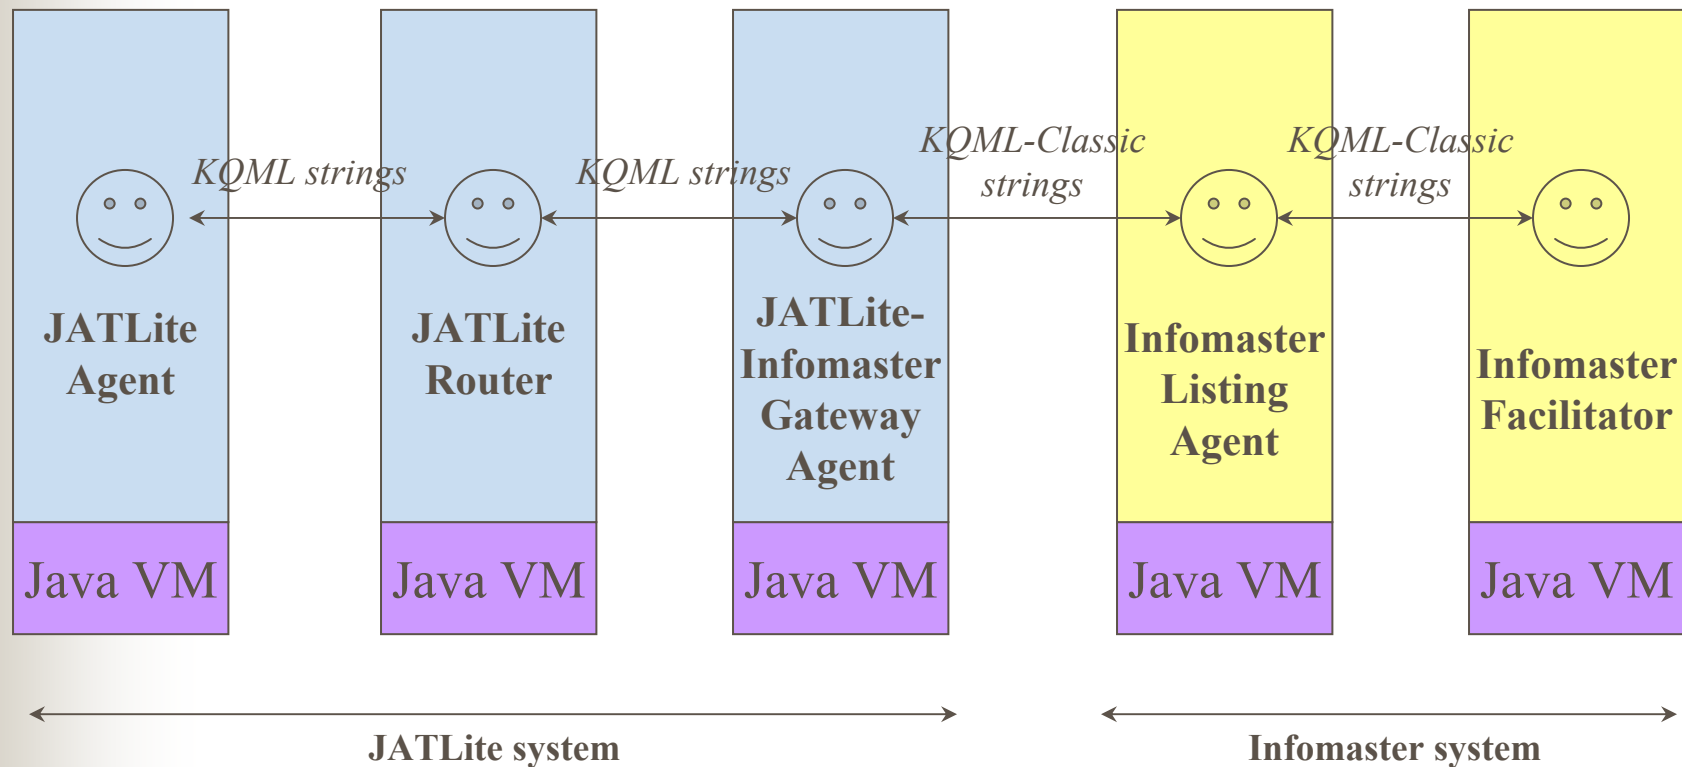 KQML strings
KQML strings
KQML-Classic
strings
KQML-Classic
strings
JATLite
Agent
JATLite
Router
JATLite-
Infomaster
Gateway
Agent
Infomaster
Listing
Agent
Infomaster
Facilitator
Java VM
Java VM
Java VM
Java VM
Java VM
JATLite system
Infomaster system